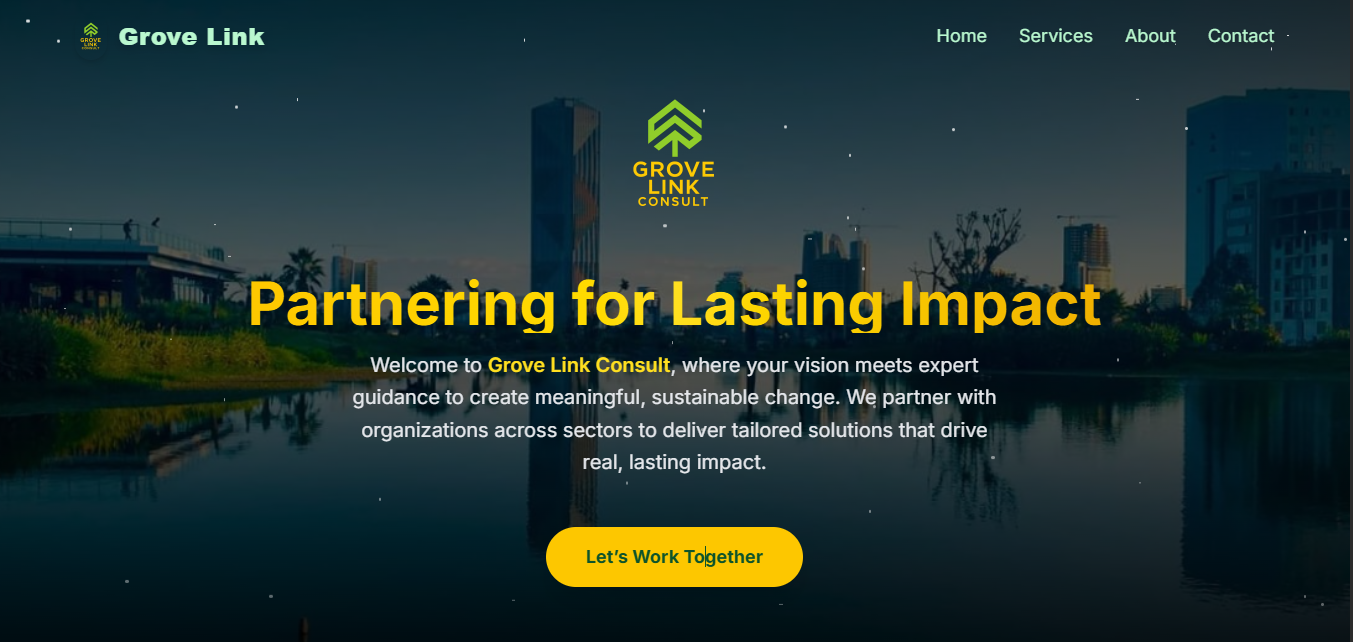 GROVE
LINK
CONSULT
Grove Link
Home
Services
About
Contact
GROVE
LINK
CONSULT
Partnering for Lasting Impact
Welcome to Grove Link Consult, where your vision meets expert
guidance to create meaningful, sustainable change. We partner with
organizations across sectors to deliver tailored solutions that drive
real, lasting impact.
Let’s Work Together